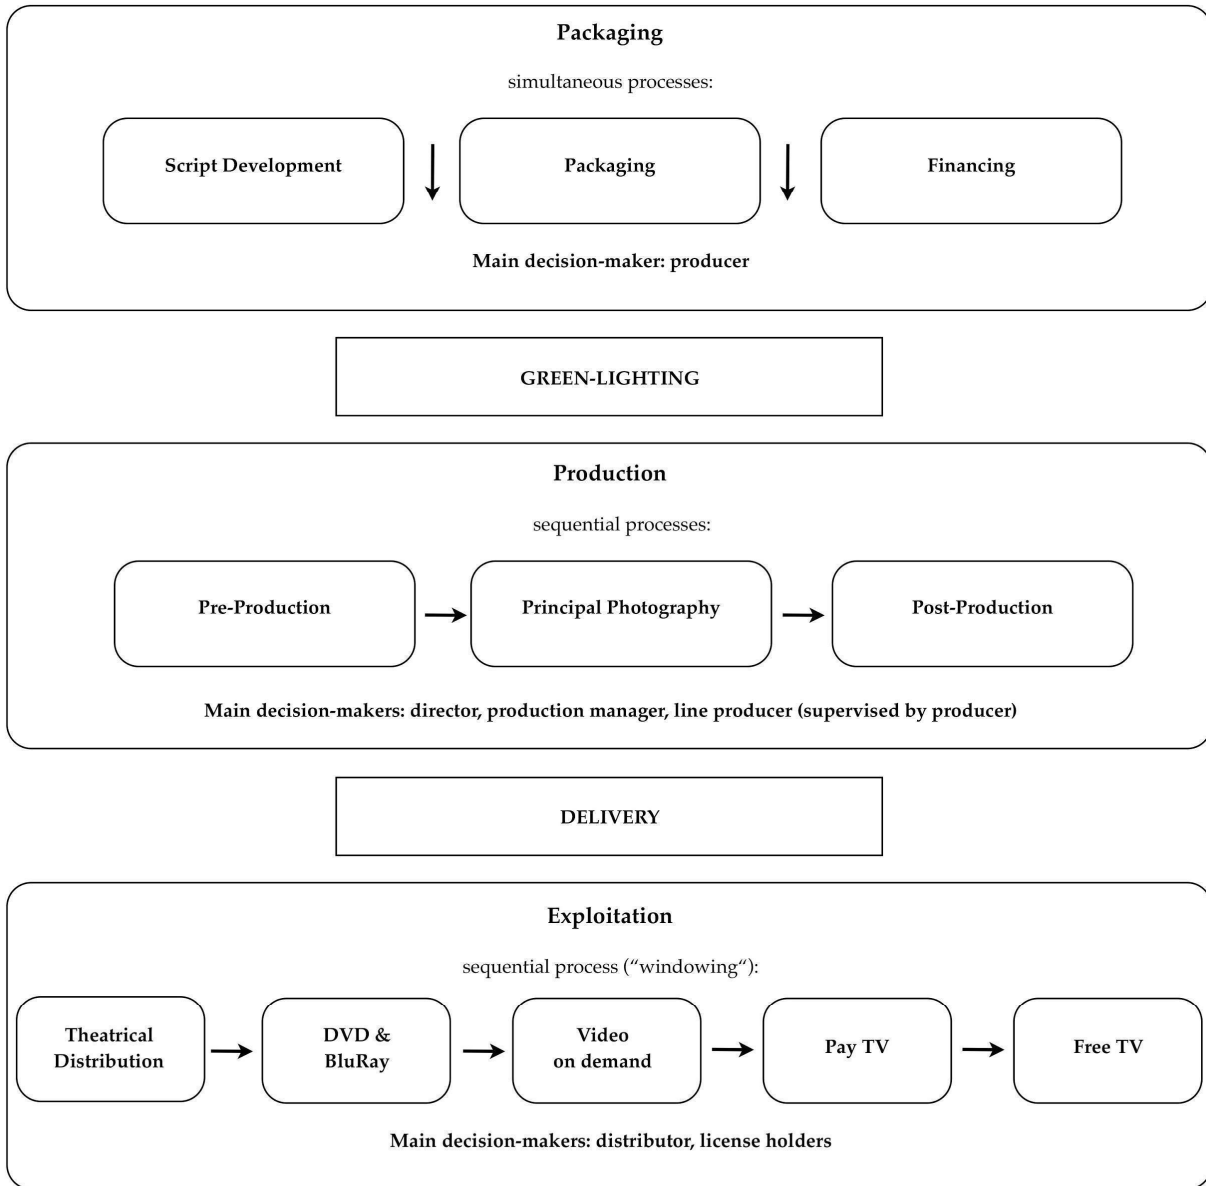 Packaging
simultaneous processes:
Script Development
Packaging
Financing
Main decision-maker: producer
GREEN-LIGHTING
Production
sequential processes:
Pre-Production
Principal Photography
Post-Production
Main decision-makers: director, production manager, line producer (supervised by producer)
DELIVERY
Exploitation
sequential process (“windowing“):
Theatrical
Distribution
DVD &
BluRay
Video
on demand
Pay TV
Free TV
Main decision-makers: distributor, license holders